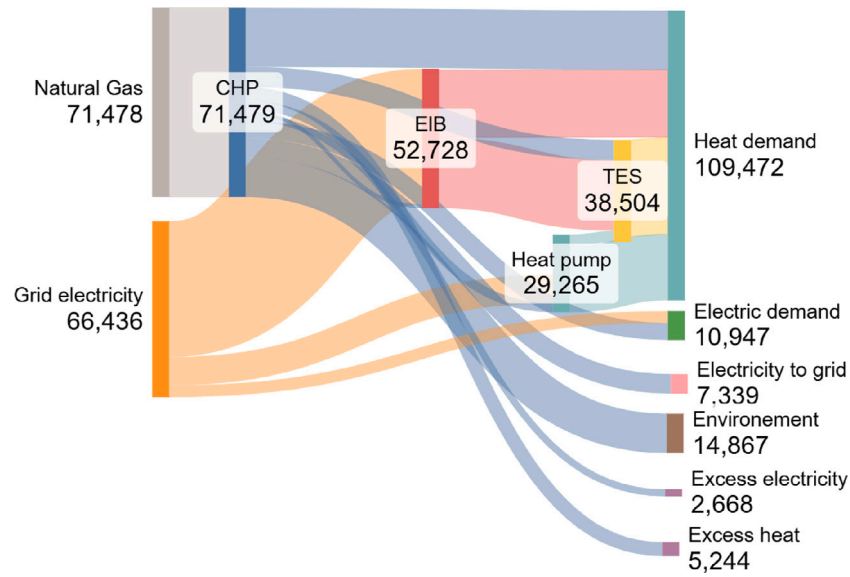 Natural Gas
71,478
CHP
71,479
EIB
52,728
Heat demand
109,472
TES
38,504
Heat pump
29,265
Grid electricity
66,436
Electric demand
10,947
Electricity to grid
7,339
Environement
14,867
Excess electricity
2,668
Excess heat
5,244